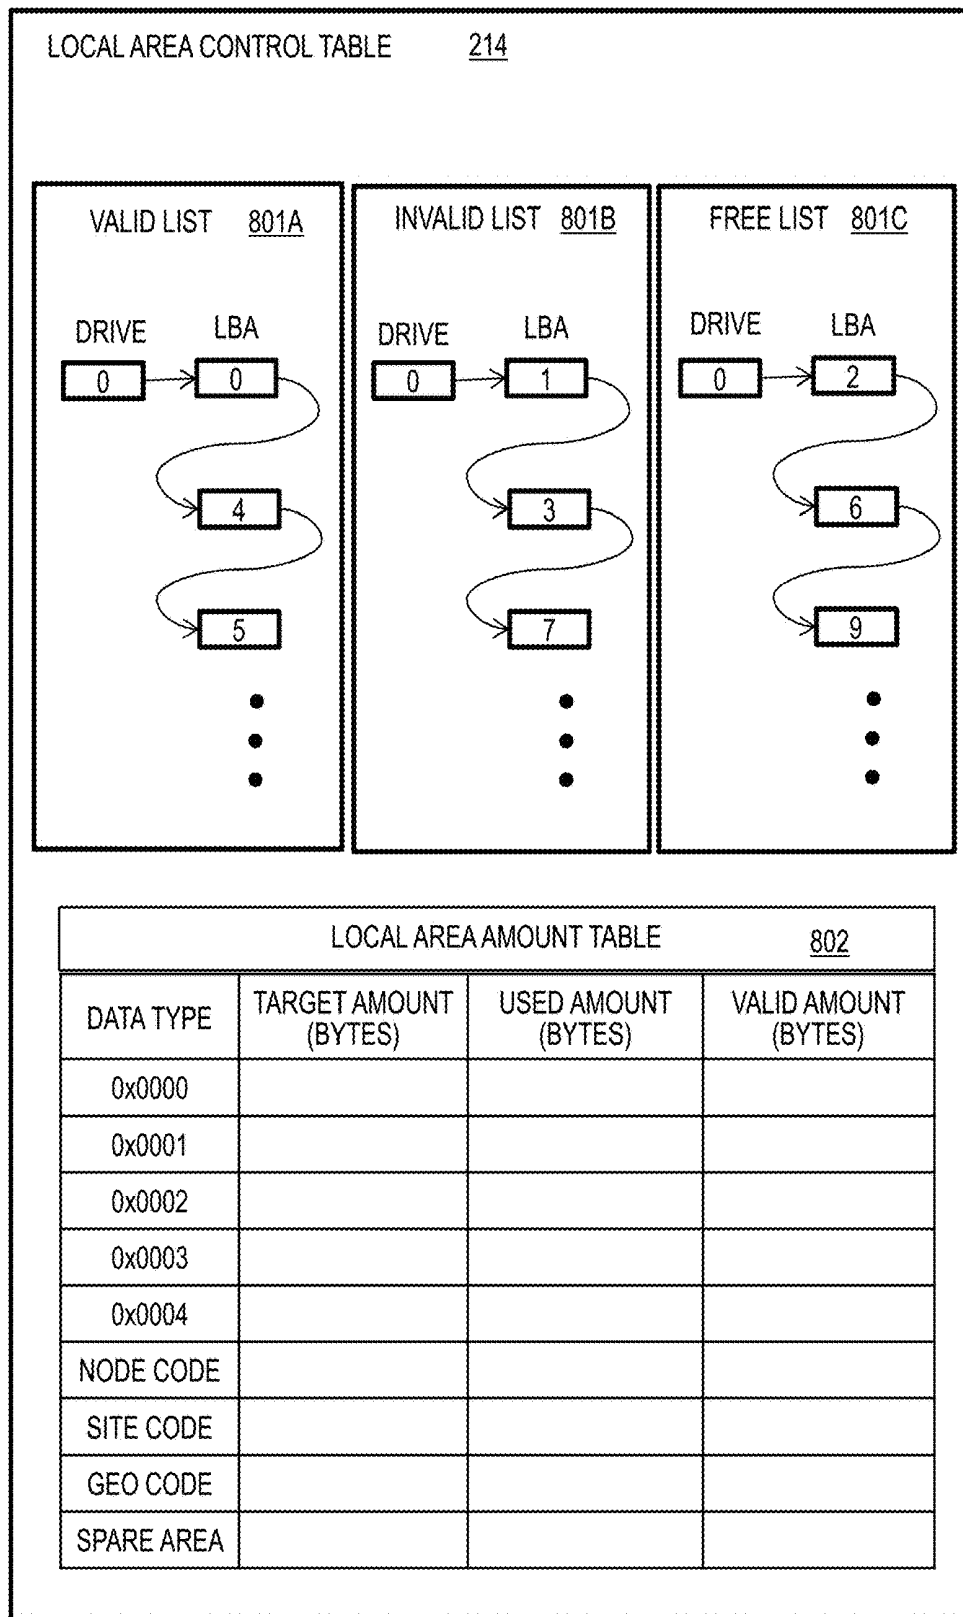 LOCAL AREA CONTROL TABLE 214
VALID LIST 801A
DRIVE LBA
0 0
4
5
INVALID LIST 801B
DRIVE LBA
0 1
3
7
FREE LIST 801C
DRIVE LBA
0 2
6
9
LOCAL AREA AMOUNT TABLE 802
DATA TYPE
TARGET AMOUNT
(BYTES)
USED AMOUNT
(BYTES)
VALID AMOUNT
(BYTES)
0x0000
0x0001
0x0002
0x0003
0x0004
NODE CODE
SITE CODE
GEO CODE
SPARE AREA